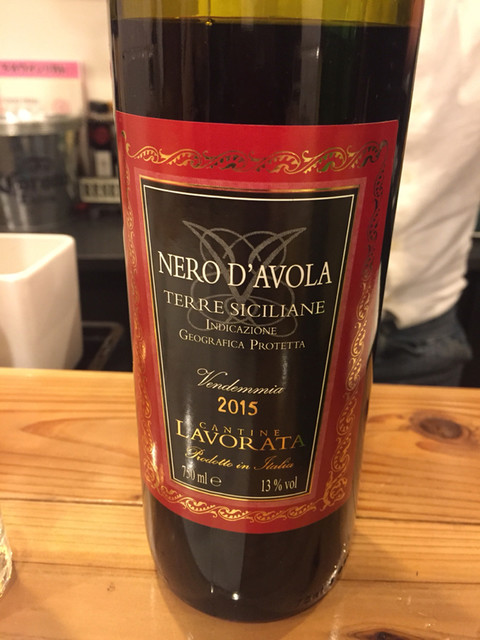 NERO D'AVOLA
TERRE SICILIANE
INDICAZIONE
GEOGRAFICA PROTETTA
Vendemmia
2015
CANTINE
LAVORATA
Prodotto in Italia
750 ml ℮ 13 % vol